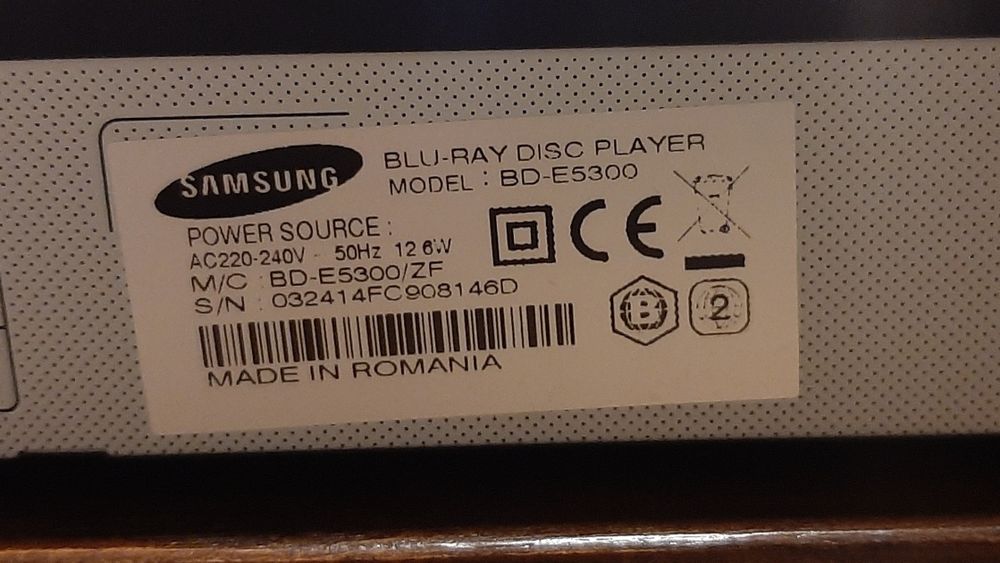 SAMSUNG
BLU-RAY DISC PLAYER
MODEL : BD-E5300
POWER SOURCE :
AC220-240V ~ 50Hz 12.6W
M/C : BD-E5300/ZF
S/N : 032414FC908146D
MADE IN ROMANIA
CE
B
2